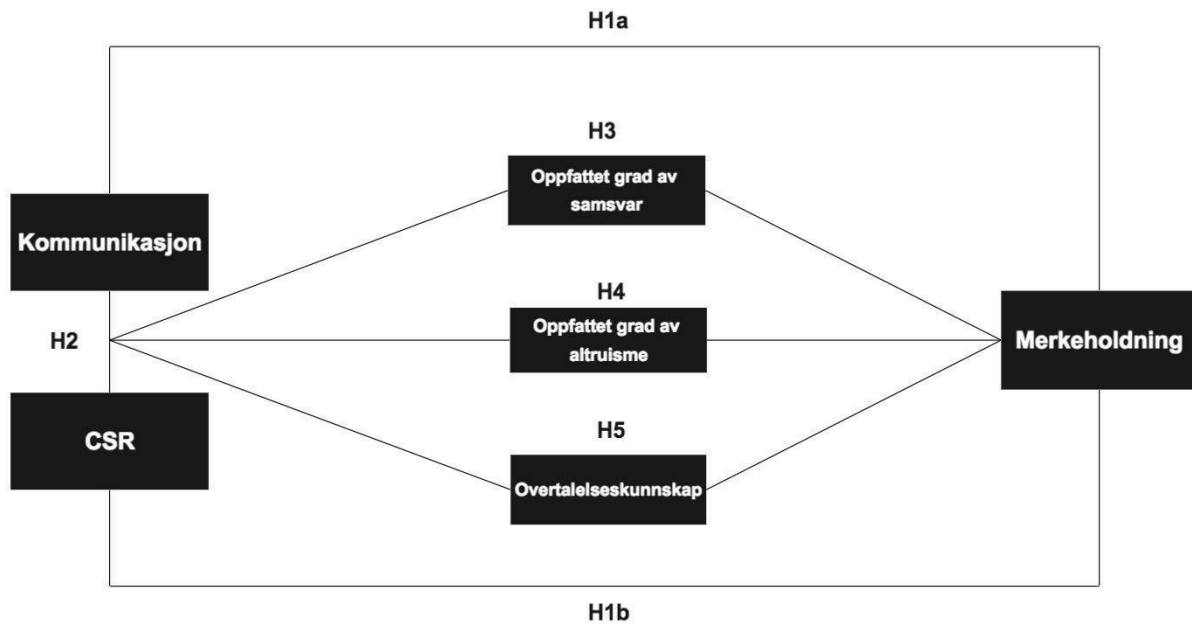 H1a
H3
Oppfattet grad av
samsvar
Kommunikasjon
H4
Oppfattet grad av
altruisme
H2
Merkeholdning
CSR
H5
Overtalelseskunnskap
H1b